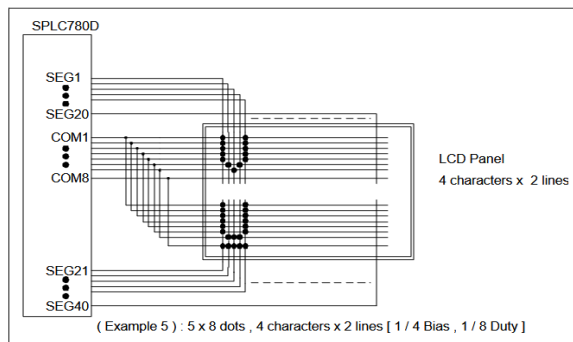 SPLC780D
SEG1
SEG20
COM1
COM8
LCD Panel
4 characters x 2 lines
SEG21
SEG40
( Example 5 ) : 5 x 8 dots , 4 characters x 2 lines [ 1 / 4 Bias , 1 / 8 Duty ]